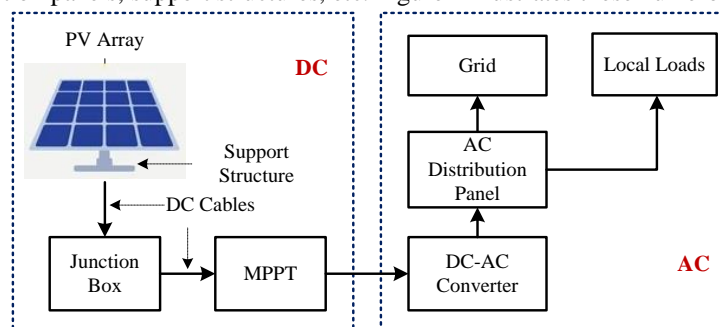 PV Array
DC
Support
Structure
DC Cables
Junction
Box
MPPT
Grid
Local Loads
AC
Distribution
Panel
DC-AC
Converter
AC